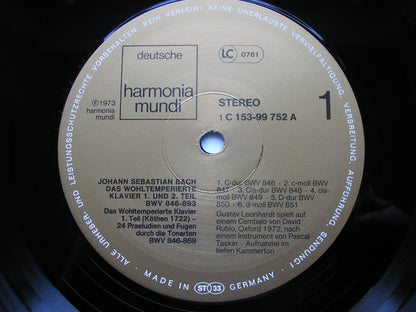 ALLE URHEBER- UND LEISTUNGSSCHUTZRECHTE VORBEHALTEN · KEIN VERLEIH! · KEINE UNERLAUBTE VERVIELFÄLTIGUNG, VERBREITUNG, AUFFÜHRUNG, SENDUNG!
deutsche
harmonia
mundi
LC 0761
℗ 1973
harmonia
mundi
STEREO
1 C 153-99 752 A
1
JOHANN SEBASTIAN BACH
DAS WOHLTEMPERIERTE
KLAVIER 1. UND 2. TEIL
BWV 846-893
Das Wohltemperierte Klavier
1. Teil (Köthen 1722) –
24 Praeludien und Fugen
durch die Tonarten
BWV 846-869
1. C-dur BWV 846 · 2. c-moll BWV
847 · 3. Cis-dur BWV 848 · 4. cis-
moll BWV 849 · 5. D-dur BWV
850 · 6. d-moll BWV 851
Gustav Leonhardt spielt auf
einem Cembalo von David
Rubio, Oxford 1972, nach
einem Instrument von Pascal
Taskin · Aufnahme im
tiefen Kammerton
MADE IN GERMANY
ST 33